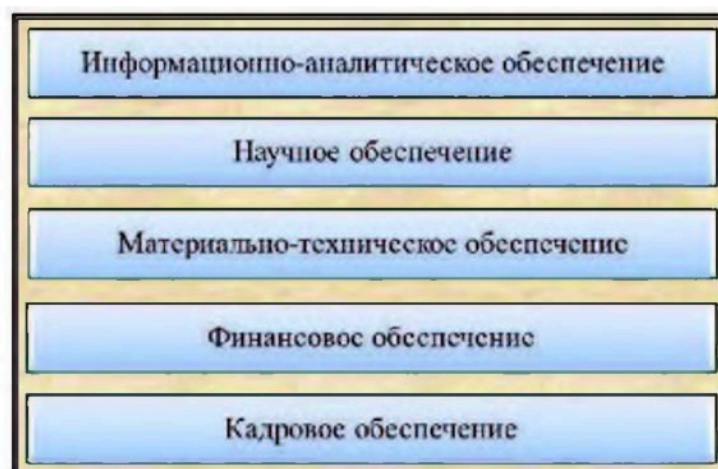 Информационно-аналитическое обеспечение
Научное обеспечение
Материально-техническое обеспечение
Финансовое обеспечение
Кадровое обеспечение